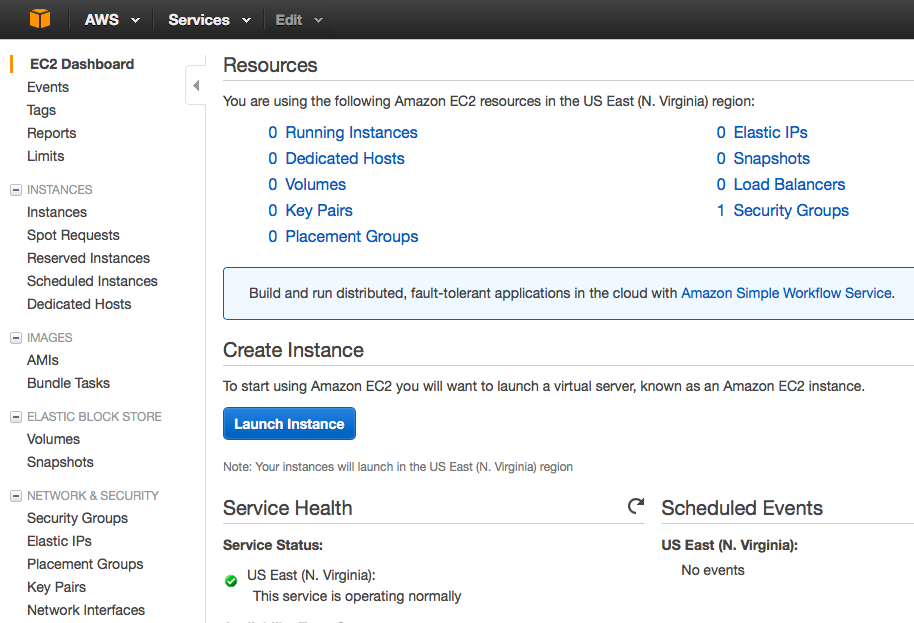 AWS Services Edit
EC2 Dashboard
Events
Tags
Reports
Limits
INSTANCES
Instances
Spot Requests
Reserved Instances
Scheduled Instances
Dedicated Hosts
IMAGES
AMIs
Bundle Tasks
ELASTIC BLOCK STORE
Volumes
Snapshots
NETWORK & SECURITY
Security Groups
Elastic IPs
Placement Groups
Key Pairs
Network Interfaces
Resources
You are using the following Amazon EC2 resources in the US East (N. Virginia) region:
0 Running Instances
0 Dedicated Hosts
0 Volumes
0 Key Pairs
0 Placement Groups
0 Elastic IPs
0 Snapshots
0 Load Balancers
1 Security Groups
Build and run distributed, fault-tolerant applications in the cloud with Amazon Simple Workflow Service.
Create Instance
To start using Amazon EC2 you will want to launch a virtual server, known as an Amazon EC2 instance.
Launch Instance
Note: Your instances will launch in the US East (N. Virginia) region
Service Health
Service Status:
US East (N. Virginia):
This service is operating normally
Scheduled Events
US East (N. Virginia):
No events